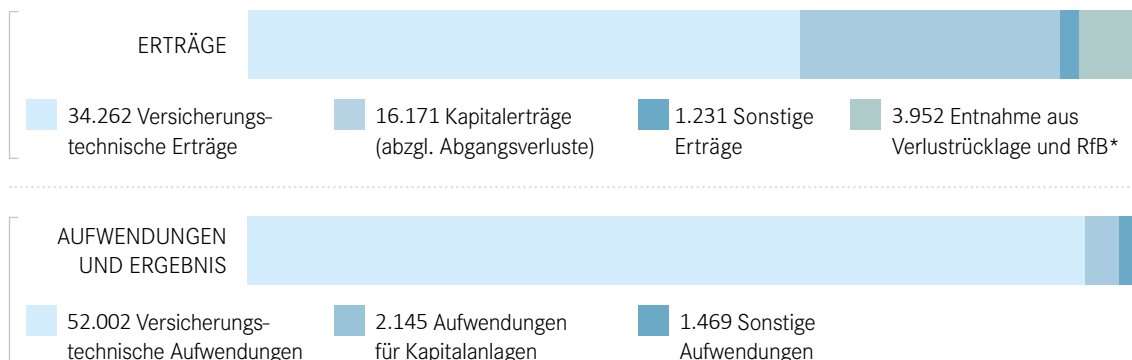 ERTRÄGE
34.262 Versicherungs-
technische Erträge
16.171 Kapitalerträge
(abzgl. Abgangsverluste)
1.231 Sonstige
Erträge
3.952 Entnahme aus
Verlustrücklage und RfB*
AUFWENDUNGEN
UND ERGEBNIS
52.002 Versicherungs-
technische Aufwendungen
2.145 Aufwendungen
für Kapitalanlagen
1.469 Sonstige
Aufwendungen